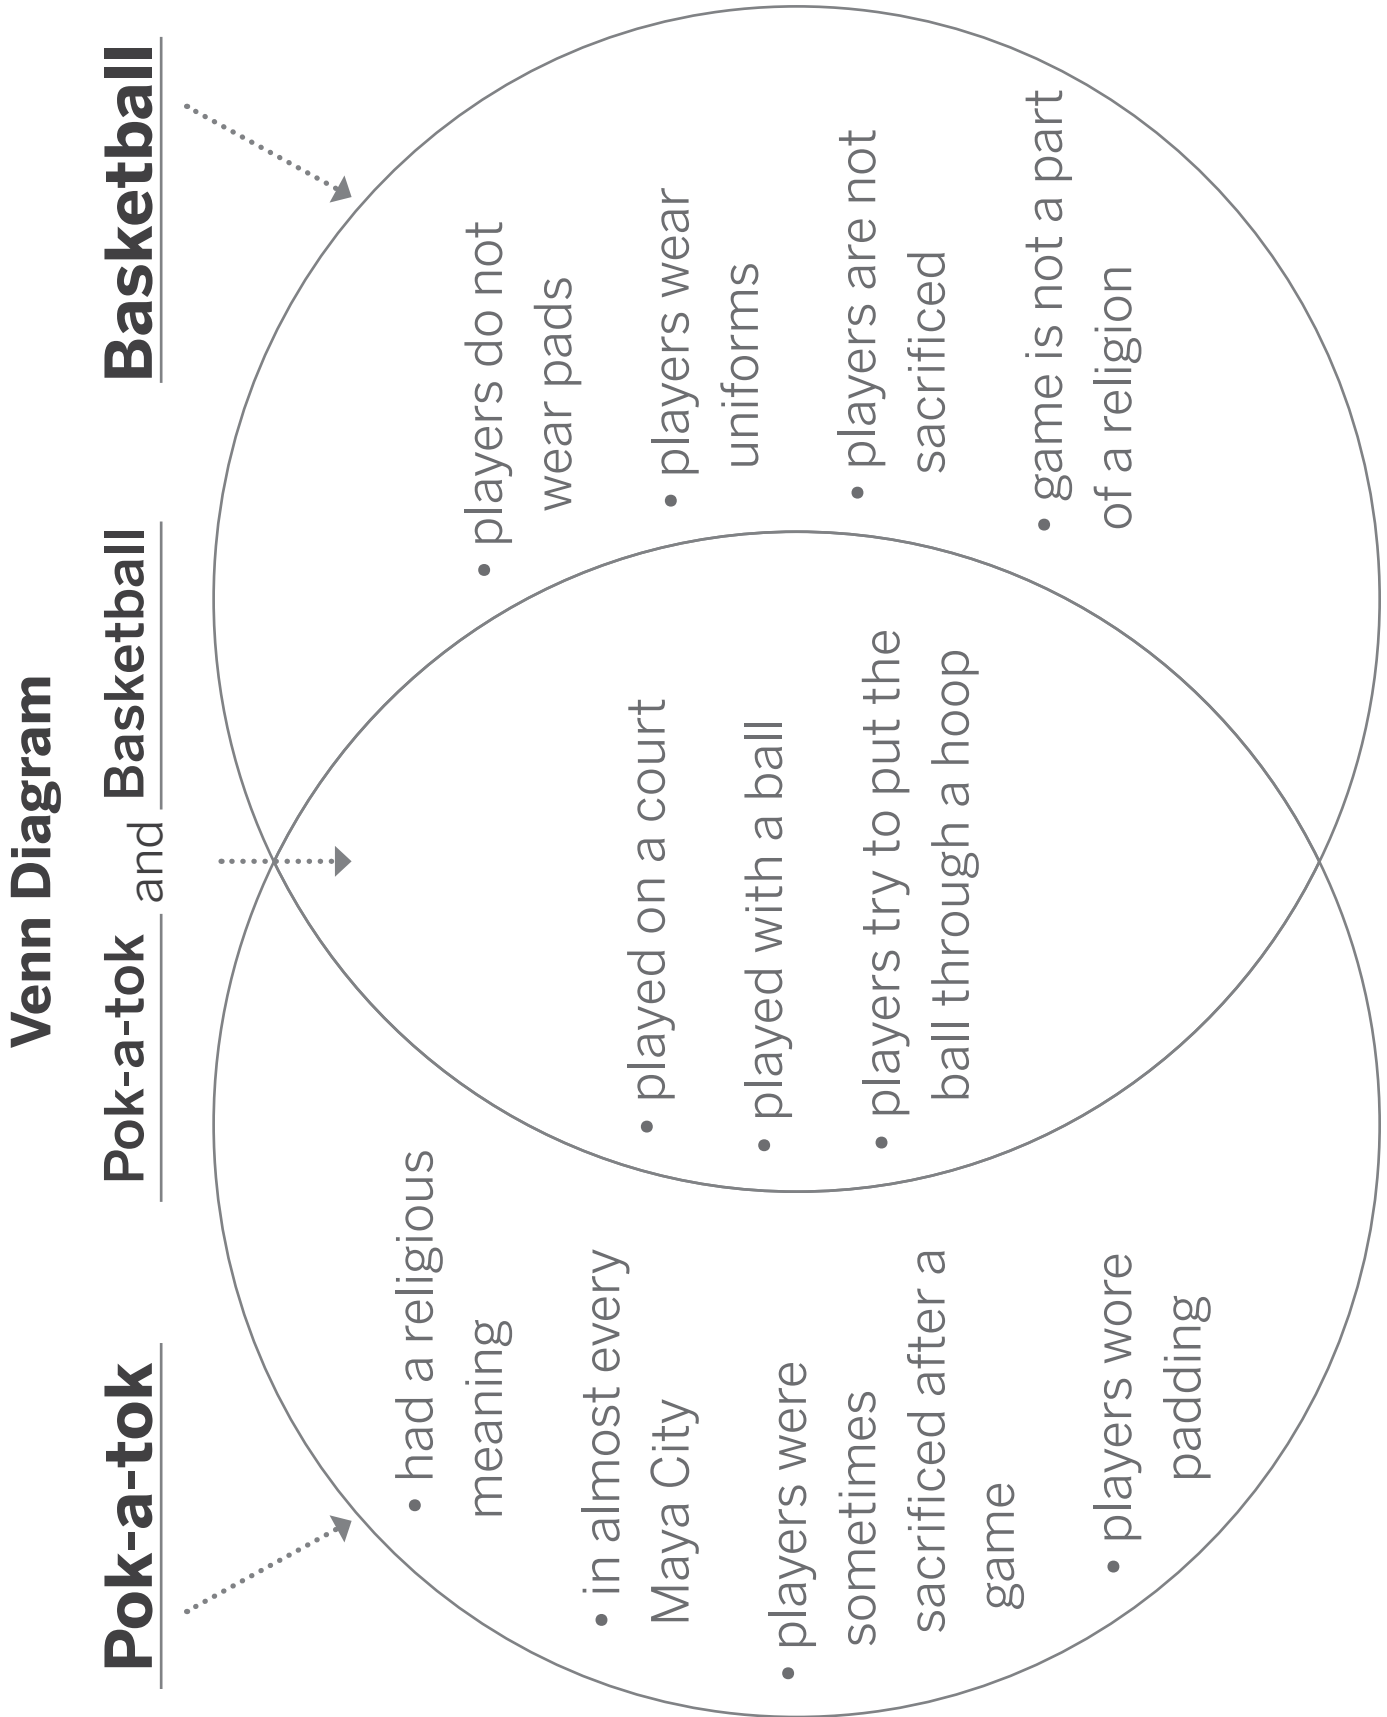 Venn Diagram
Pok-a-tok
Pok-a-tok and Basketball
Basketball
• had a religious
meaning
• in almost every
Maya City
• players were
sometimes
sacrificed after a
game
• players wore
padding
• played on a court
• played with a ball
• players try to put the
ball through a hoop
• players do not
wear pads
• players wear
uniforms
• players are not
sacrificed
• game is not a part
of a religion